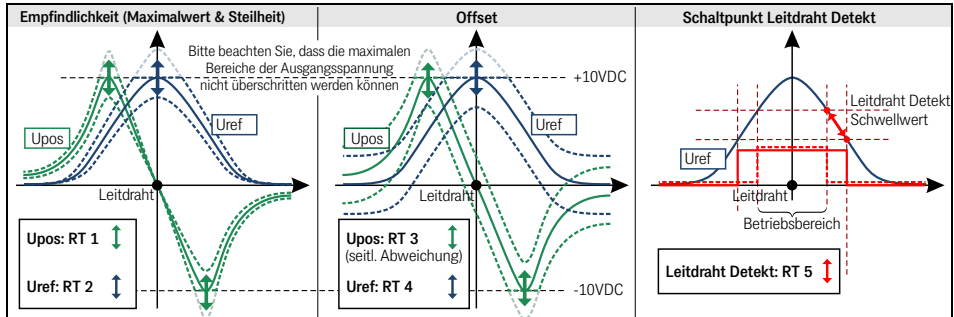 Empfindlichkeit (Maximalwert & Steilheit)
Offset
Schaltpunkt Leitdraht Detekt
Bitte beachten Sie, dass die maximalen
Bereiche der Ausgangsspannung
nicht überschritten werden können
+10VDC
Upos
Uref
Leitdraht
Upos: RT 1
Uref: RT 2
Upos
Uref
Leitdraht
Upos: RT 3
(seitl. Abweichung)
Uref: RT 4
-10VDC
Leitdraht Detekt
Schwellwert
Uref
Leitdraht
Betriebsbereich
Leitdraht Detekt: RT 5